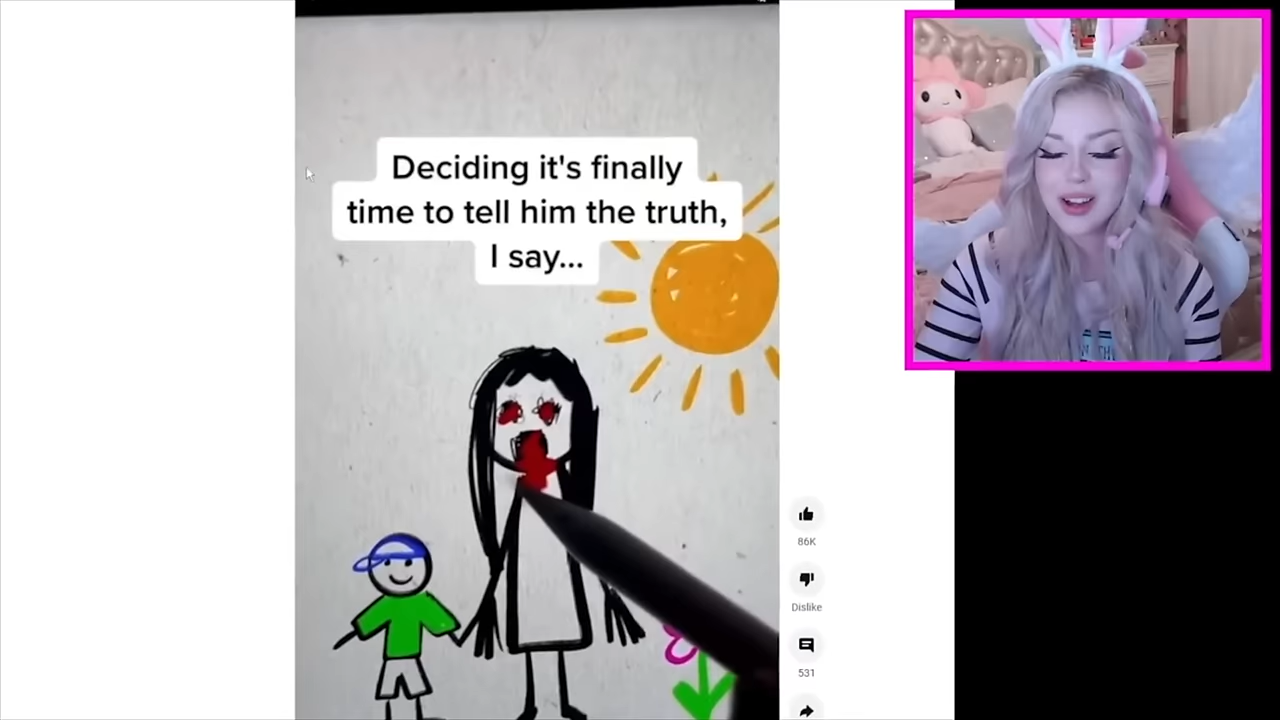 Deciding it's finally
time to tell him the truth,
I say...
86K
Dislike
531